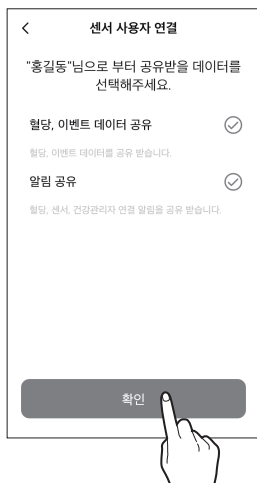 센서 사용자 연결
"홍길동"님으로 부터 공유받을 데이터를
선택해주세요.
혈당, 이벤트 데이터 공유
혈당, 이벤트 데이터를 공유 받습니다.
알림 공유
혈당, 센서, 건강관리자 연결 알림을 공유 받습니다.
확인